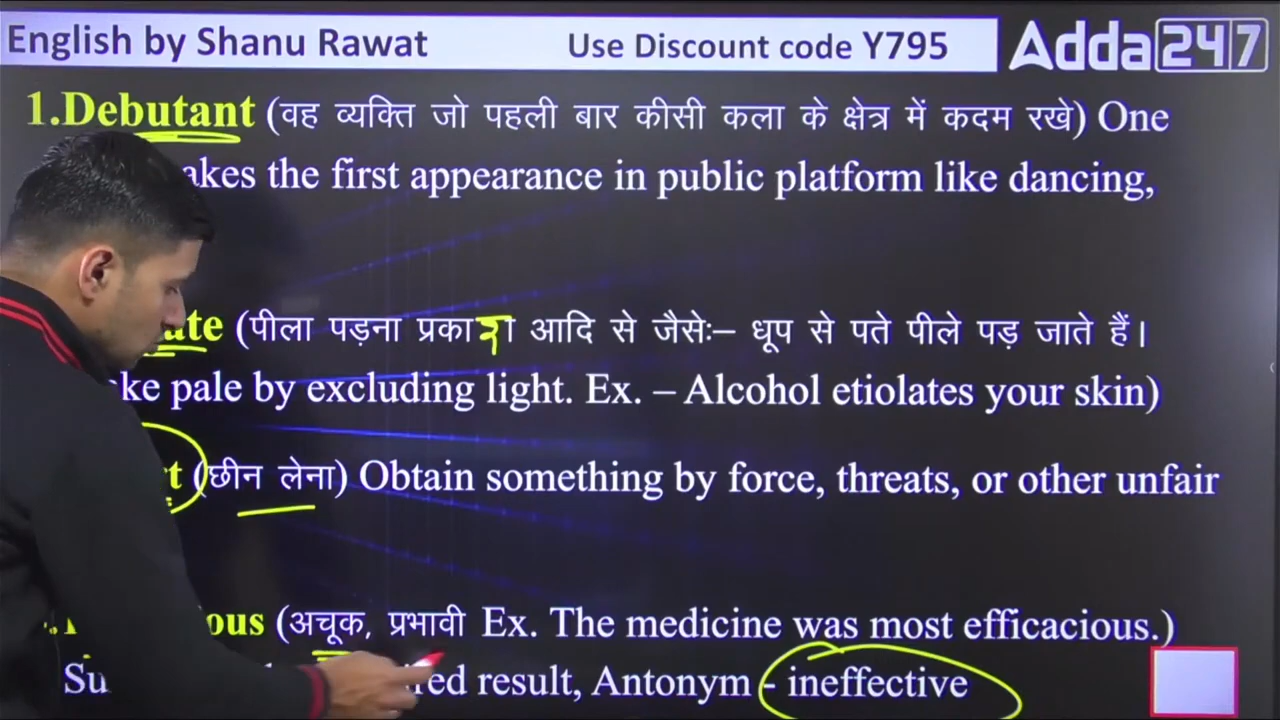 English by Shanu Rawat
Use Discount code Y795
Adda 247
1.Debutant (वह व्यक्ति जो पहली बार कीसी कला के क्षेत्र में कदम रखे) One
akes the first appearance in public platform like dancing,
ate (पीला पड़ना प्रकाश आदि से जैसेः– धूप से पते पीले पड़ जाते हैं।
ke pale by excluding light. Ex. – Alcohol etiolates your skin)
(छीन लेना) Obtain something by force, threats, or other unfair
ous (अचूक, प्रभावी Ex. The medicine was most efficacious.)
Su red result, Antonym - ineffective